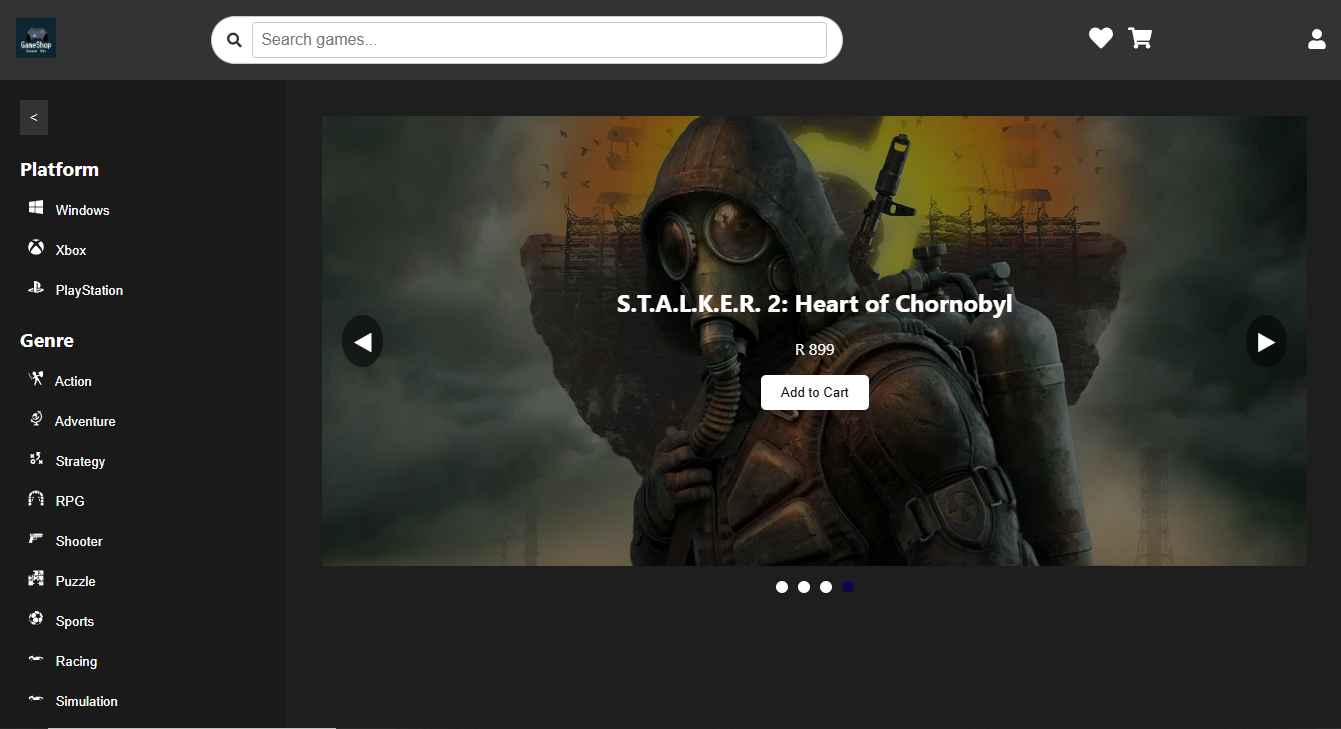 GameShop
Search games...
<
Platform
Windows
Xbox
PlayStation
Genre
Action
Adventure
Strategy
RPG
Shooter
Puzzle
Sports
Racing
Simulation
S.T.A.L.K.E.R. 2: Heart of Chornobyl
R 899
Add to Cart